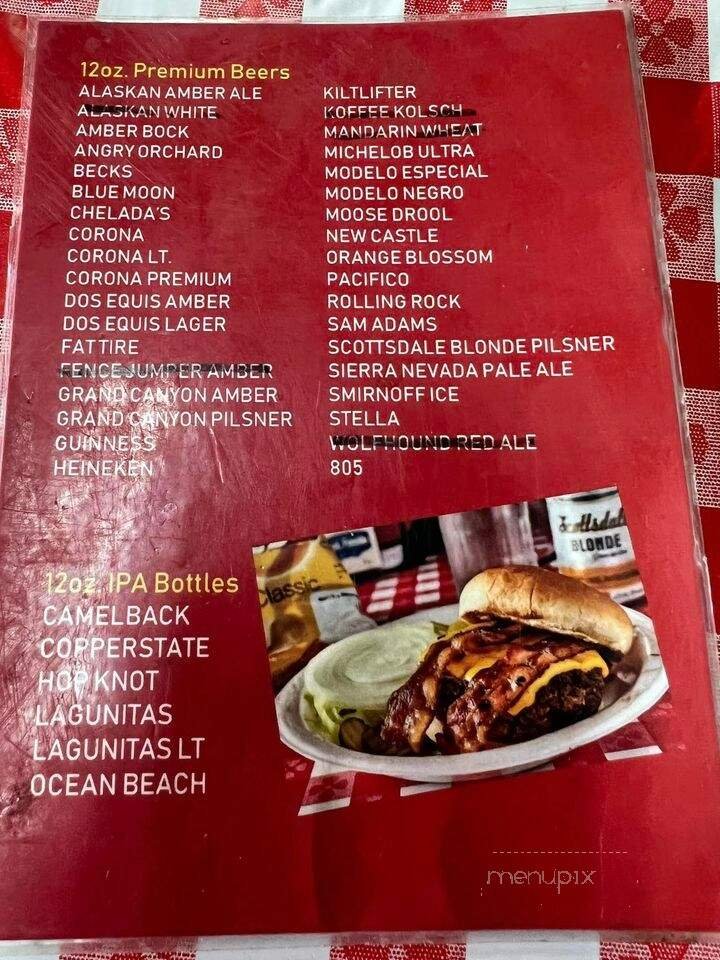 12oz. Premium Beers
ALASKAN AMBER ALE
ALASKAN WHITE
AMBER BOCK
ANGRY ORCHARD
BECKS
BLUE MOON
CHELADA'S
CORONA
CORONA LT.
CORONA PREMIUM
DOS EQUIS AMBER
DOS EQUIS LAGER
FAT TIRE
FENCE JUMPER AMBER
GRAND CANYON AMBER
GRAND CANYON PILSNER
GUINNESS
HEINEKEN
KILTLIFTER
KOFFEE KOLSCH
MANDARIN WHEAT
MICHELOB ULTRA
MODELO ESPECIAL
MODELO NEGRO
MOOSE DROOL
NEW CASTLE
ORANGE BLOSSOM
PACIFICO
ROLLING ROCK
SAM ADAMS
SCOTTSDALE BLONDE PILSNER
SIERRA NEVADA PALE ALE
SMIRNOFF ICE
STELLA
WOLFHOUND RED ALE
805
12oz. IPA Bottles
CAMELBACK
COPPERSTATE
HOP KNOT
LAGUNITAS
LAGUNITAS LT
OCEAN BEACH
Classic
BLONDE
menupix